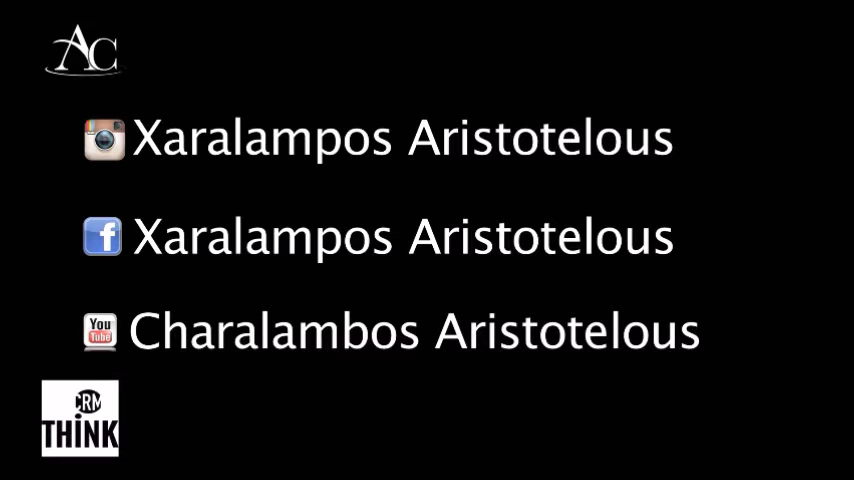 AC
Xaralampos Aristotelous
f Xaralampos Aristotelous
You
Tube
Charalambos Aristotelous
CRM
THiNK